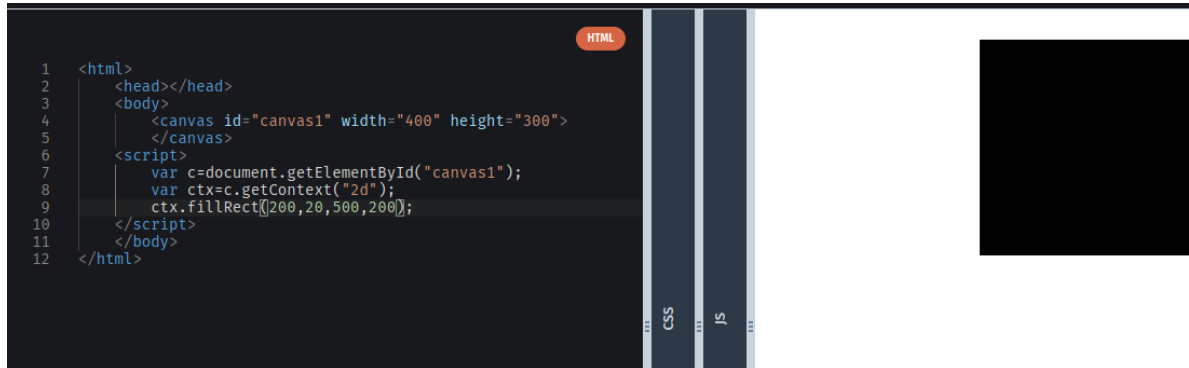 HTML
1 <html>
2 <head></head>
3 <body>
4 <canvas id="canvas1" width="400" height="300">
5 </canvas>
6 <script>
7 var c=document.getElementById("canvas1");
8 var ctx=c.getContext("2d");
9 ctx.fillRect(200,20,500,200);
10 </script>
11 </body>
12 </html>
CSS
JS